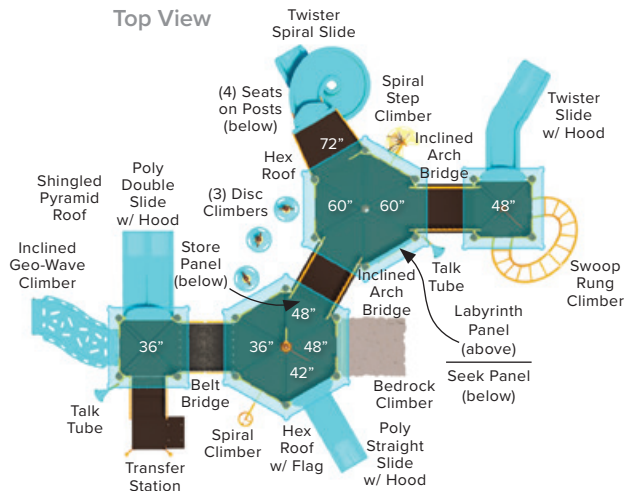 Top View
Twister
Spiral Slide
(4) Seats
on Posts
(below)
Spiral
Step
Climber
Twister
Slide
w/ Hood
72”
Inclined
Arch
Bridge
Hex
Roof
Poly
Double
Slide
w/ Hood
Shingled
Pyramid
Roof
(3) Disc
Climbers
60”
60”
48”
Inclined
Geo-Wave
Climber
Store
Panel
(below)
Inclined
Arch
Bridge
Talk
Tube
Swoop
Rung
Climber
48”
Labyrinth
Panel
(above)
Seek Panel
(below)
36”
36”
48”
42”
Bedrock
Climber
Belt
Bridge
Talk
Tube
Spiral
Climber
Hex
Roof
w/ Flag
Poly
Straight
Slide
w/ Hood
Transfer
Station